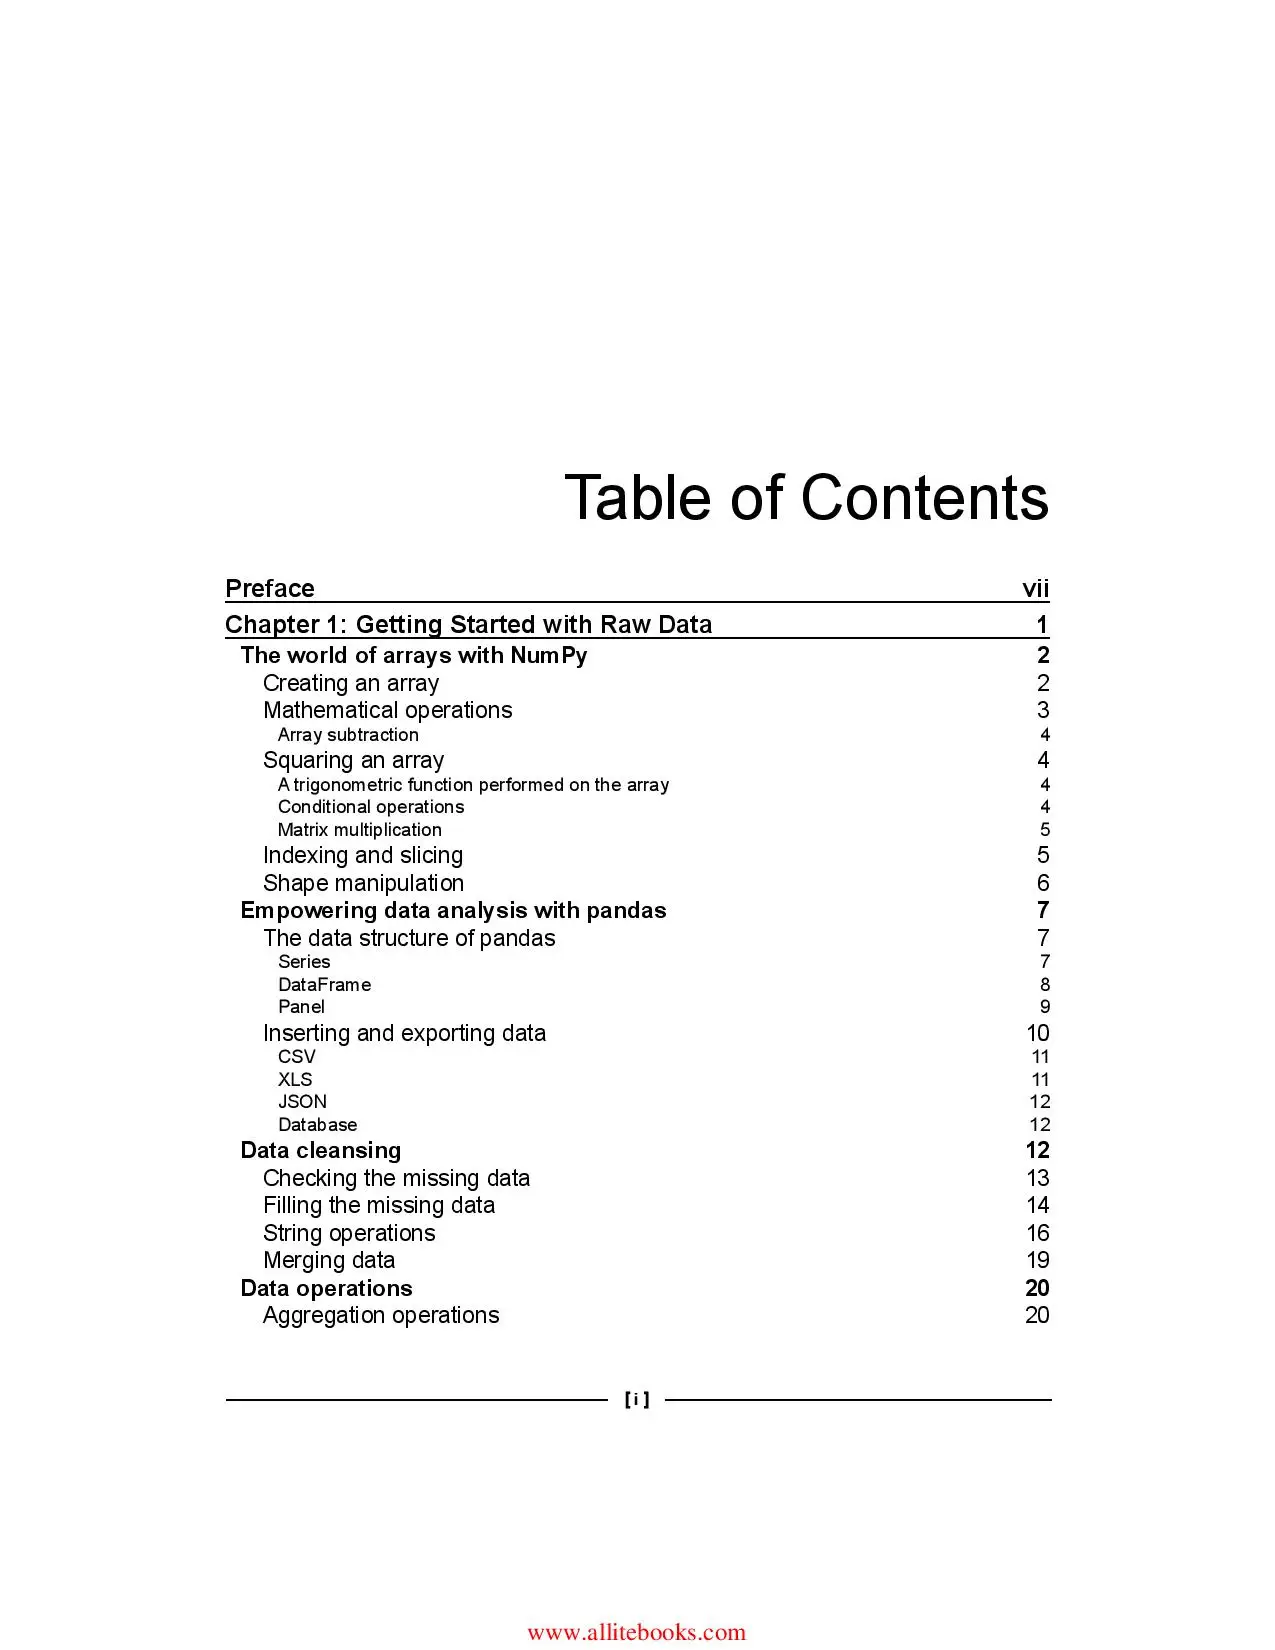 Table of Contents
Preface vii
Chapter 1: Getting Started with Raw Data 1
The world of arrays with NumPy 2
Creating an array 2
Mathematical operations 3
Array subtraction 4
Squaring an array 4
A trigonometric function performed on the array 4
Conditional operations 4
Matrix multiplication 5
Indexing and slicing 5
Shape manipulation 6
Empowering data analysis with pandas 7
The data structure of pandas 7
Series 7
DataFrame 8
Panel 9
Inserting and exporting data 10
CSV 11
XLS 11
JSON 12
Database 12
Data cleansing 12
Checking the missing data 13
Filling the missing data 14
String operations 16
Merging data 19
Data operations 20
Aggregation operations 20
[ i ]
www.allitebooks.com